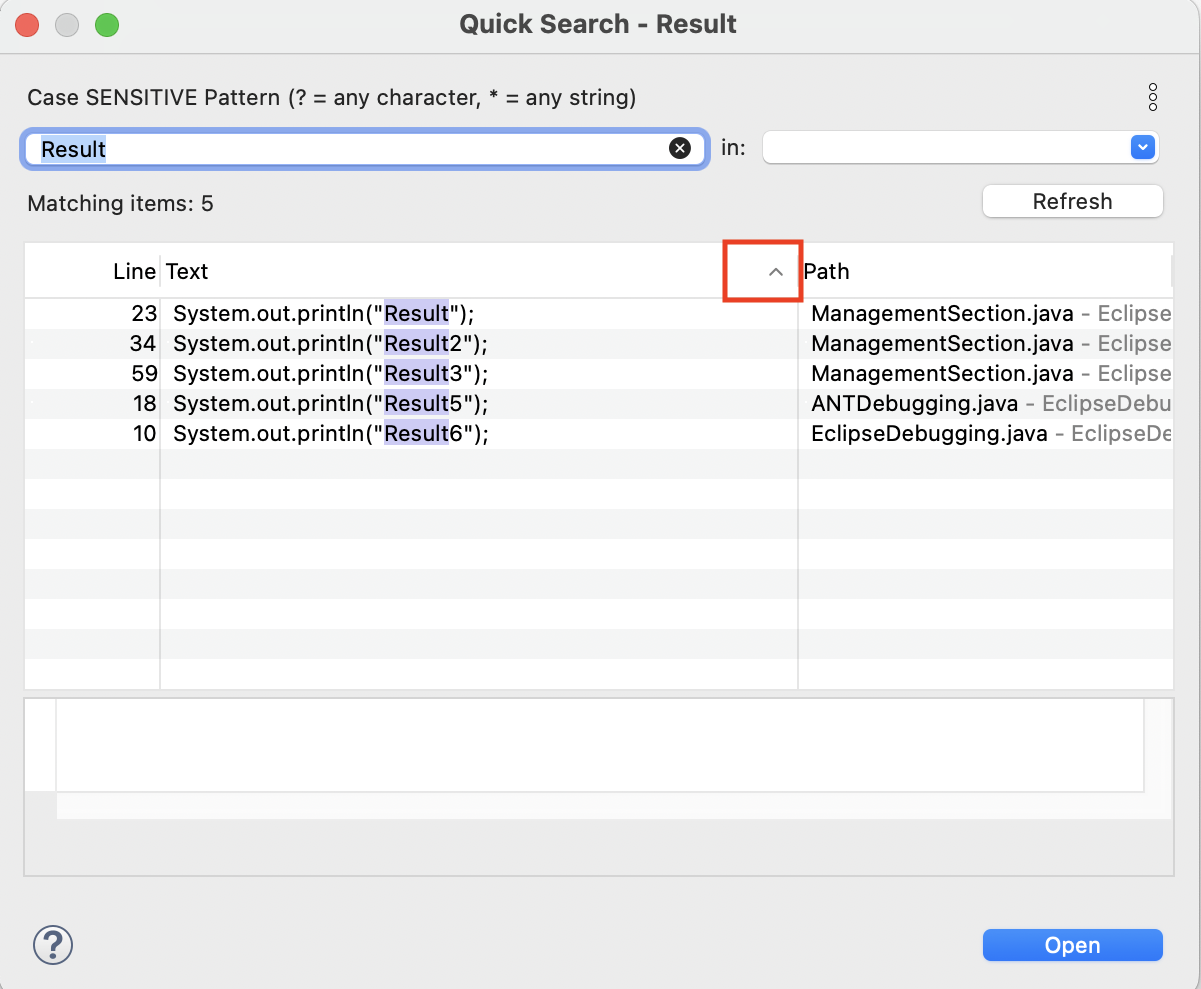 Quick Search - Result
Case SENSITIVE Pattern (? = any character, * = any string)
Result in:
Matching items: 5 Refresh
Line Text Path
23 System.out.println("Result"); ManagementSection.java - Eclipse
34 System.out.println("Result2"); ManagementSection.java - Eclipse
59 System.out.println("Result3"); ManagementSection.java - Eclipse
18 System.out.println("Result5"); ANTDebugging.java - EclipseDebu
10 System.out.println("Result6"); EclipseDebugging.java - EclipseDe
?
Open